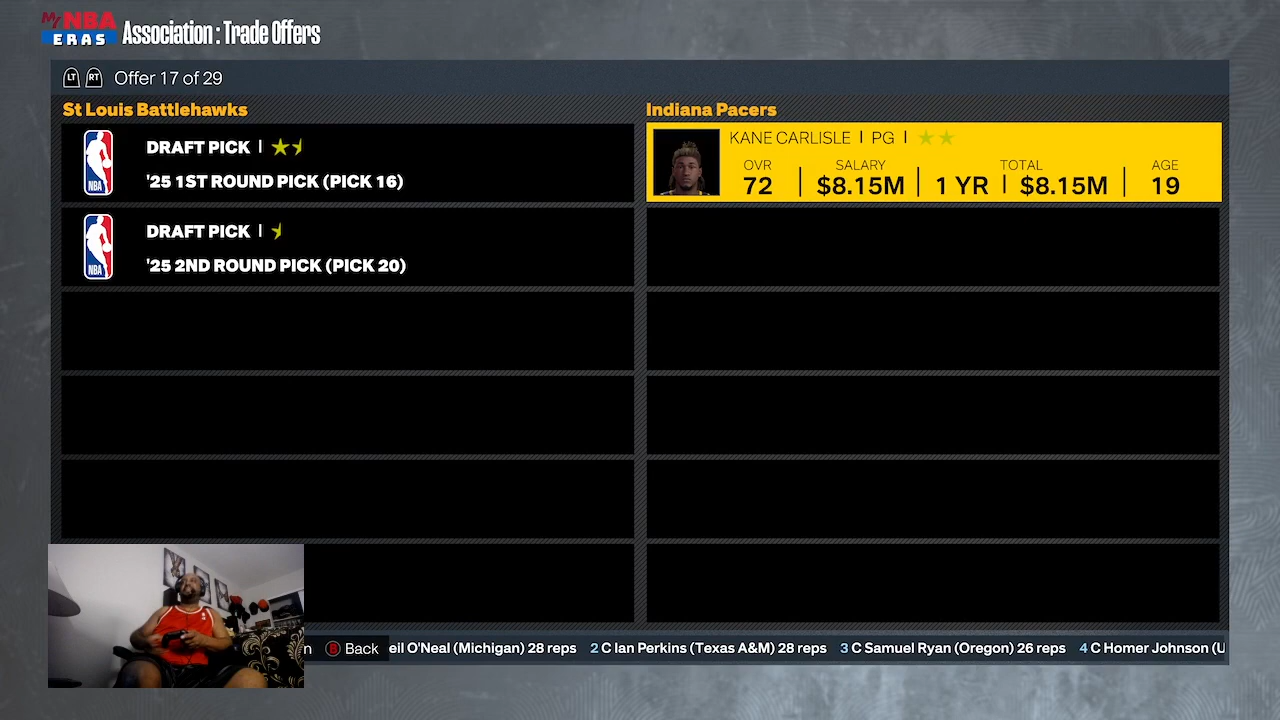 My NBA
ERAS
Association : Trade Offers
LT RT Offer 17 of 29
St Louis Battlehawks
NBA
DRAFT PICK |
'25 1ST ROUND PICK (PICK 16)
NBA
DRAFT PICK |
'25 2ND ROUND PICK (PICK 20)
Indiana Pacers
KANE CARLISLE | PG |
OVR SALARY TOTAL AGE
72 | $8.15M | 1 YR | $8.15M | 19
n B Back
eil O'Neal (Michigan) 28 reps 2 C Ian Perkins (Texas A&M) 28 reps 3 C Samuel Ryan (Oregon) 26 reps 4 C Homer Johnson (U